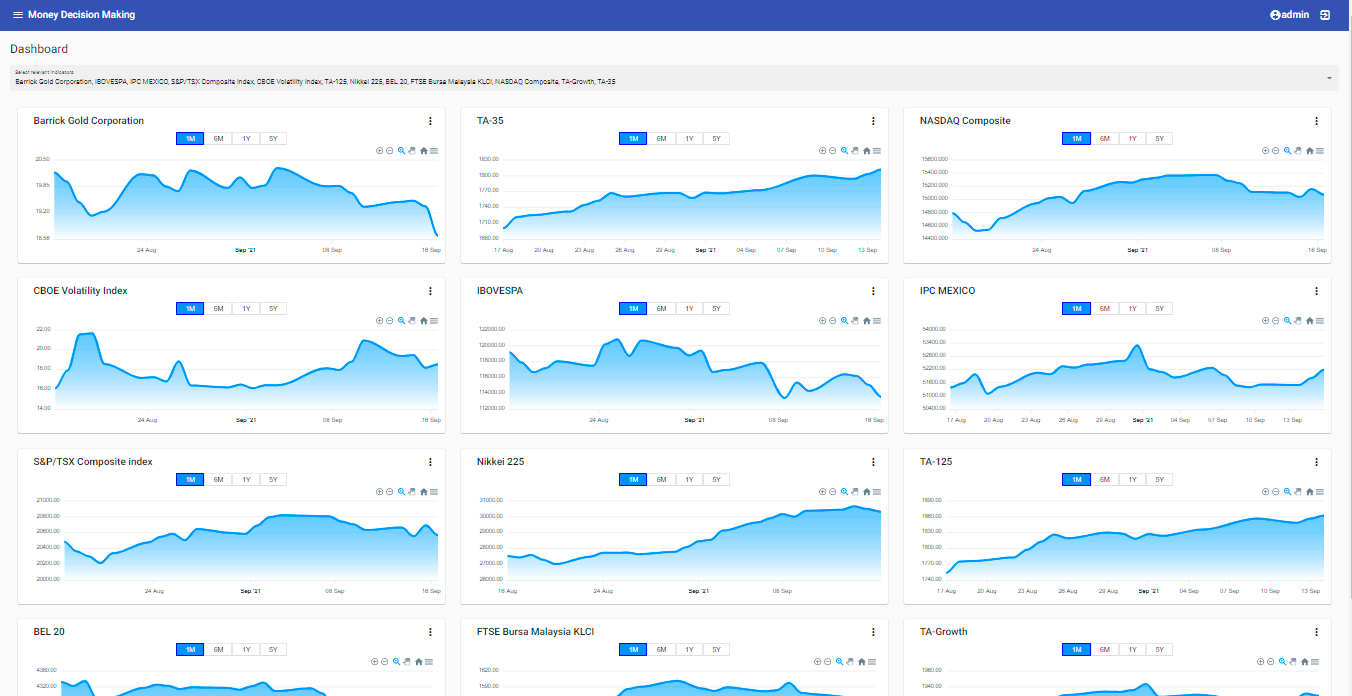 Money Decision Making
admin
Dashboard
Select relevant indicators
Barrick Gold Corporation, IBOVESPA, IPC MEXICO, S&P/TSX Composite index, CBOE Volatility Index, TA-125, Nikkei 225, BEL 20, FTSE Bursa Malaysia KLCI, NASDAQ Composite, TA-Growth, TA-35
Barrick Gold Corporation
1M 6M 1Y 5Y
20.50
19.85
19.20
18.56
24 Aug Sep '21 08 Sep 16 Sep
TA-35
1M 6M 1Y 5Y
1830.00
1800.00
1770.00
1740.00
1710.00
1680.00
17 Aug 20 Aug 23 Aug 26 Aug 29 Aug Sep '21 04 Sep 07 Sep 10 Sep 13 Sep
NASDAQ Composite
1M 6M 1Y 5Y
15600.000
15400.000
15200.000
15000.000
14800.000
14600.000
14400.000
24 Aug Sep '21 08 Sep 16 Sep
CBOE Volatility Index
1M 6M 1Y 5Y
22.00
20.00
18.00
16.00
14.00
24 Aug Sep '21 08 Sep 16 Sep
IBOVESPA
1M 6M 1Y 5Y
122000.00
120000.00
118000.00
116000.00
114000.00
112000.00
24 Aug Sep '21 08 Sep 16 Sep
IPC MEXICO
1M 6M 1Y 5Y
54000.00
53400.00
52800.00
52200.00
51600.00
51000.00
50400.00
17 Aug 20 Aug 23 Aug 26 Aug 29 Aug Sep '21 04 Sep 07 Sep 10 Sep 13 Sep
S&P/TSX Composite index
1M 6M 1Y 5Y
21000.00
20800.00
20600.00
20400.00
20200.00
20000.00
24 Aug Sep '21 08 Sep 16 Sep
Nikkei 225
1M 6M 1Y 5Y
31000.00
30000.00
29000.00
28000.00
27000.00
26000.00
16 Aug 24 Aug Sep '21 08 Sep
TA-125
1M 6M 1Y 5Y
1890.00
1860.00
1830.00
1800.00
1770.00
1740.00
17 Aug 20 Aug 23 Aug 26 Aug 29 Aug Sep '21 04 Sep 07 Sep 10 Sep 13 Sep
BEL 20
1M 6M 1Y 5Y
4380.00
4320.00
FTSE Bursa Malaysia KLCI
1M 6M 1Y 5Y
1620.00
1590.00
TA-Growth
1M 6M 1Y 5Y
1960.00
1940.00